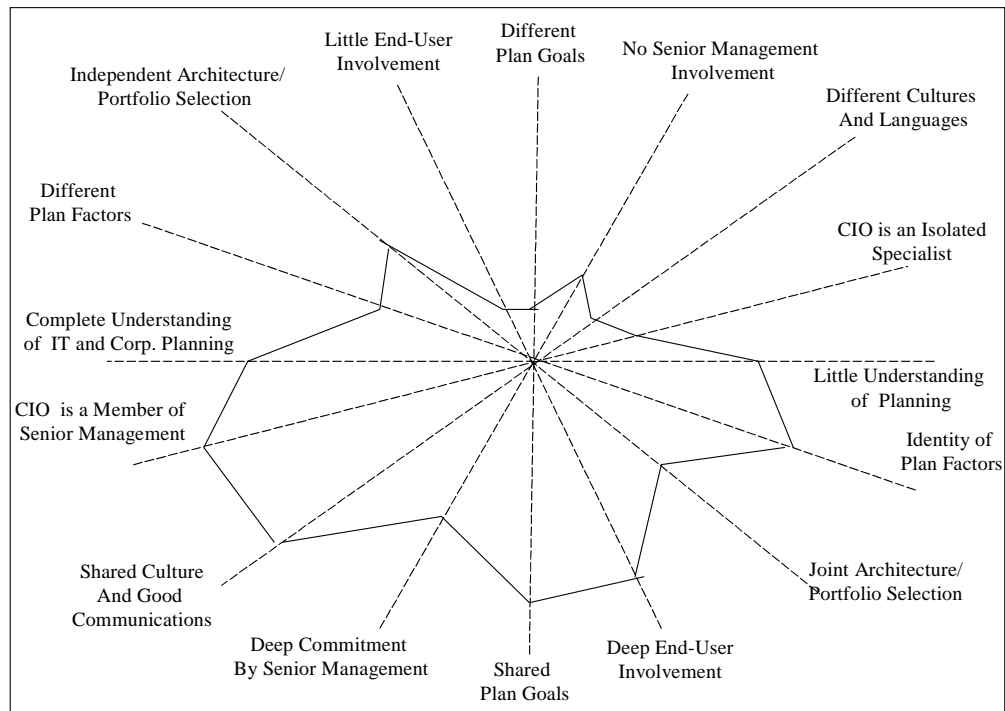 Different
Plan Goals
Little End-User
Involvement
No Senior Management
Involvement
Independent Architecture/
Portfolio Selection
Different Cultures
And Languages
Different
Plan Factors
CIO is an Isolated
Specialist
Complete Understanding
of IT and Corp. Planning
Little Understanding
of Planning
CIO is a Member of
Senior Management
Identity of
Plan Factors
Shared Culture
And Good
Communications
Joint Architecture/
Portfolio Selection
Deep Commitment
By Senior Management
Shared
Plan Goals
Deep End-User
Involvement